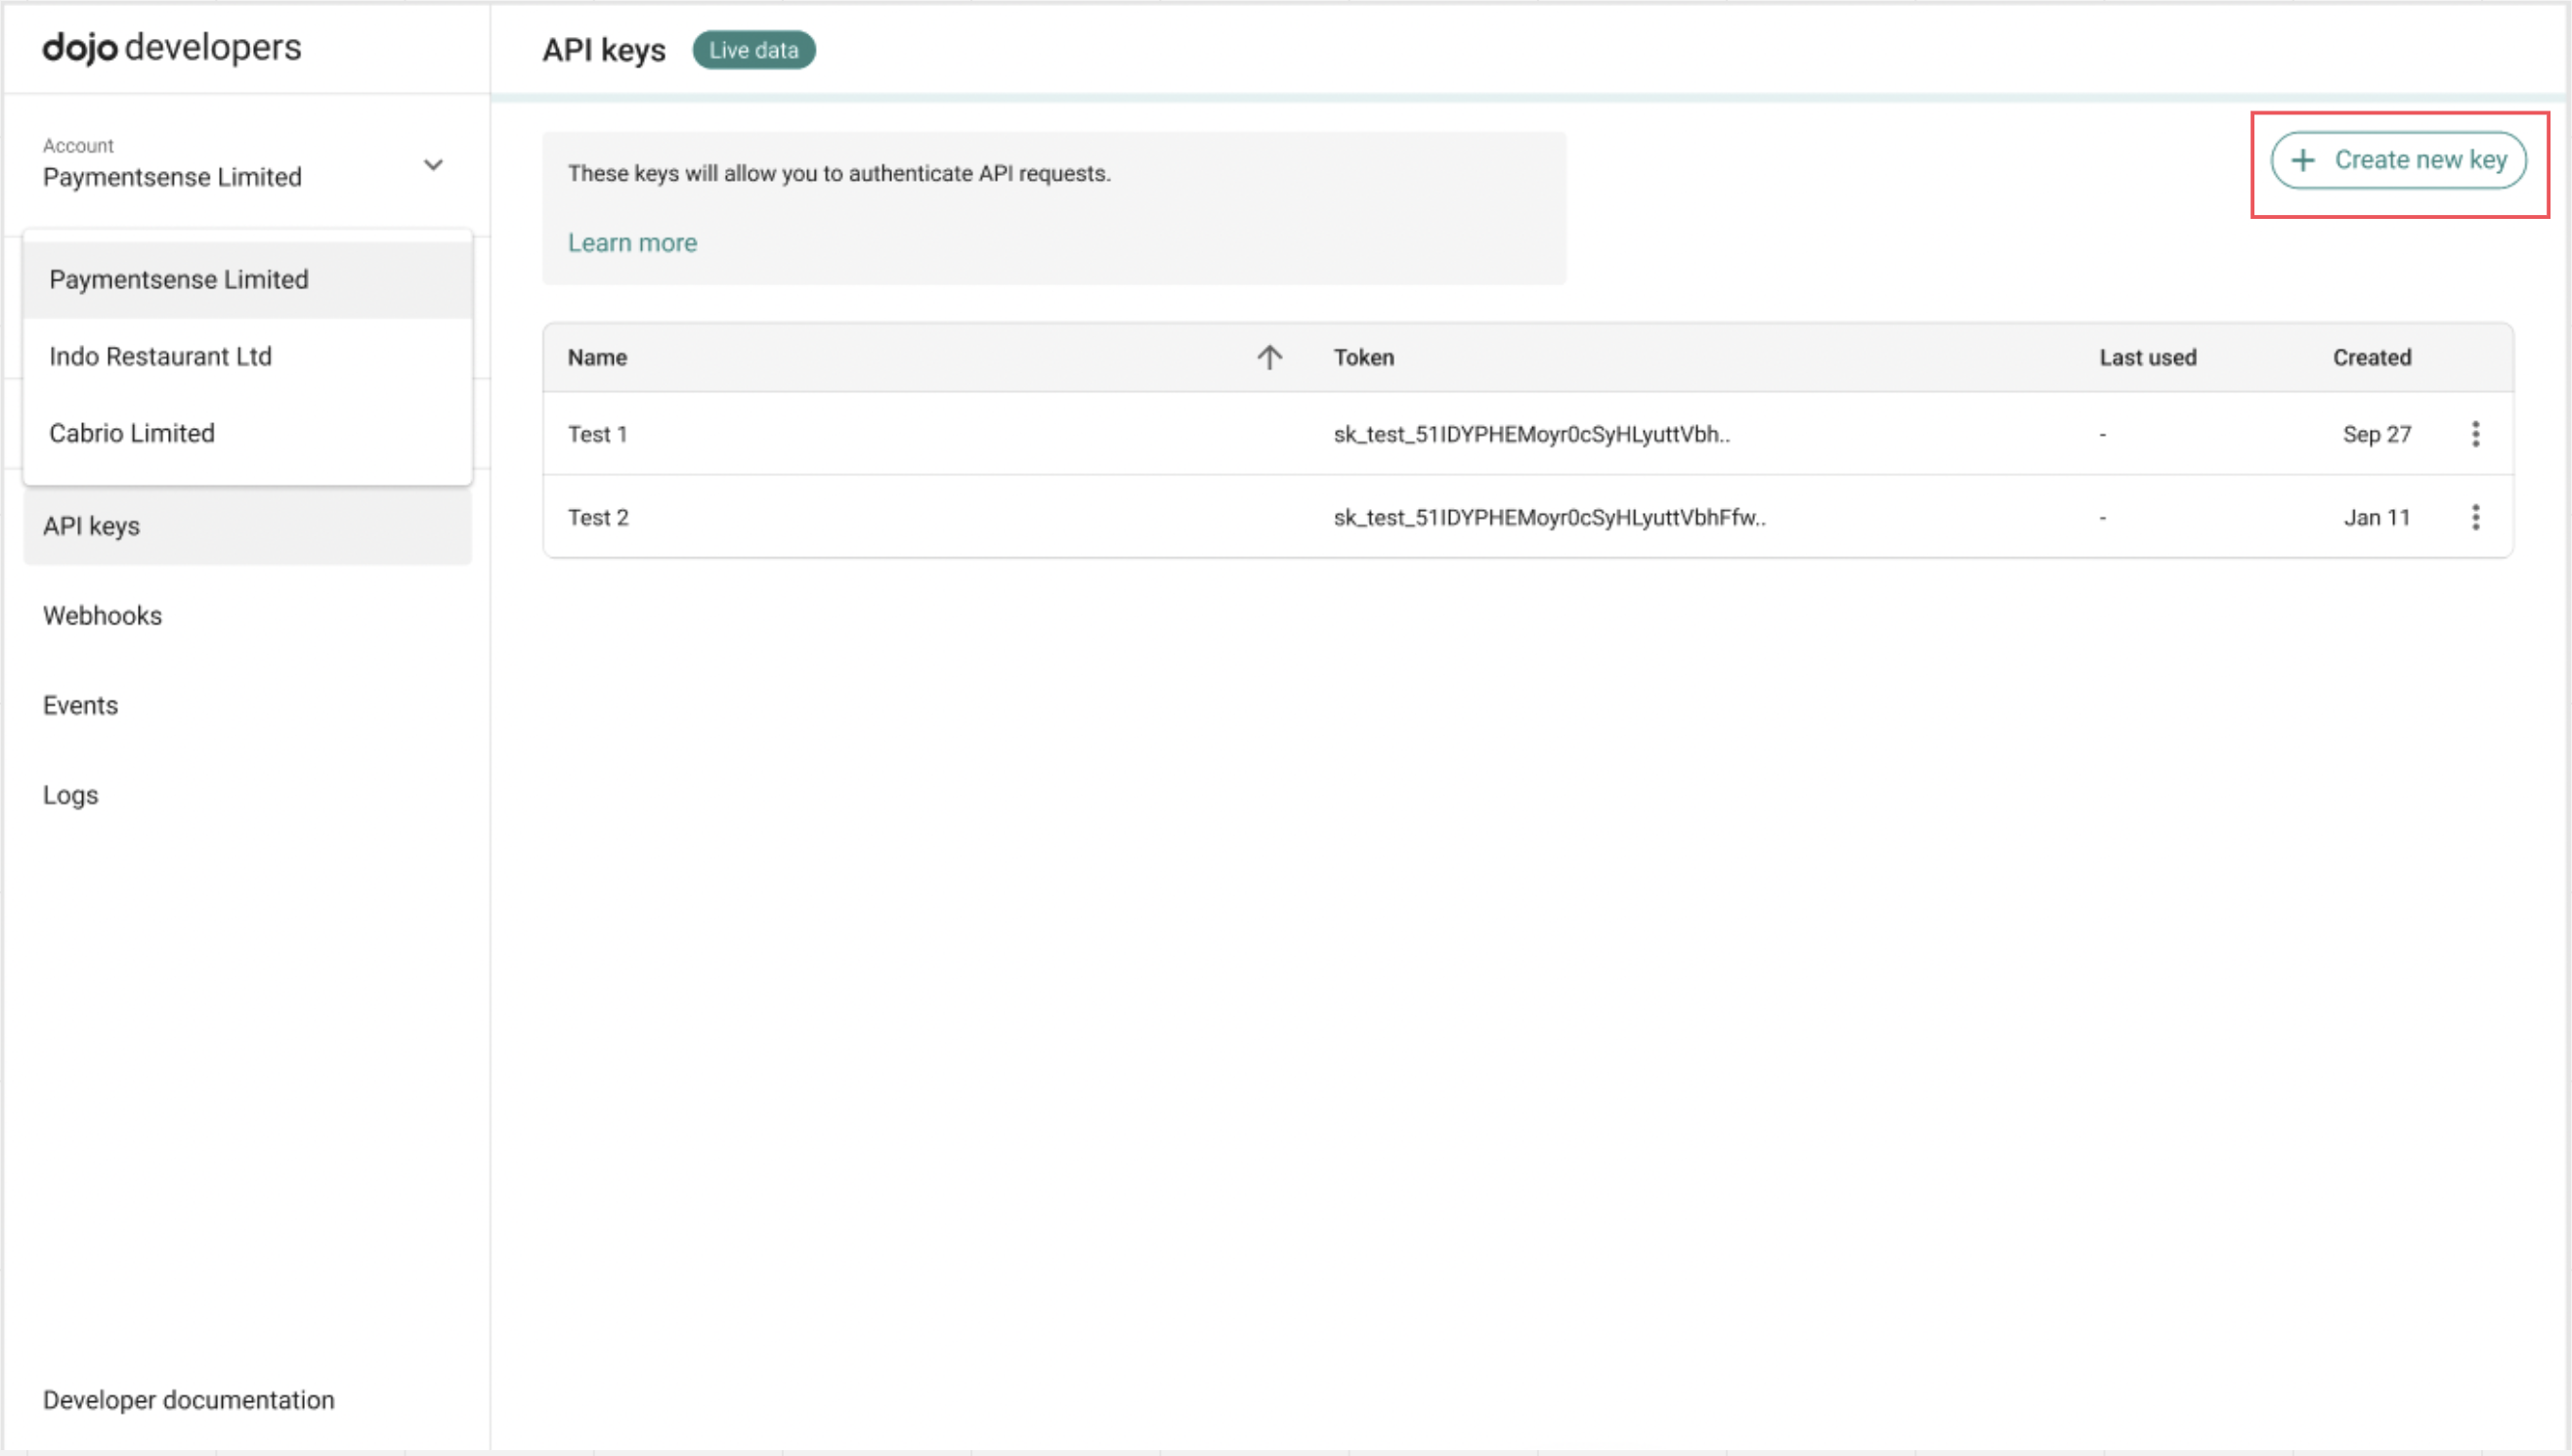 dojo developers
API keys
Live data
Account
Paymentsense Limited
Paymentsense Limited
Indo Restaurant Ltd
Cabrio Limited
API keys
Webhooks
Events
Logs
Developer documentation
These keys will allow you to authenticate API requests.
Learn more
+ Create new key
Name Token Last used Created
Test 1 sk_test_51IDYPHEMoyr0cSyHLyuttVbh.. - Sep 27
Test 2 sk_test_51IDYPHEMoyr0cSyHLyuttVbhFfw.. - Jan 11